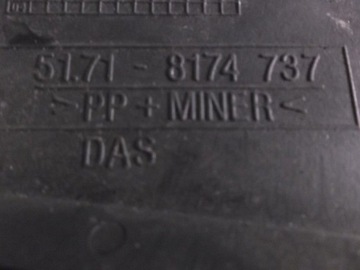 51.71 - 8174 737
>PP + MINER<
DAS